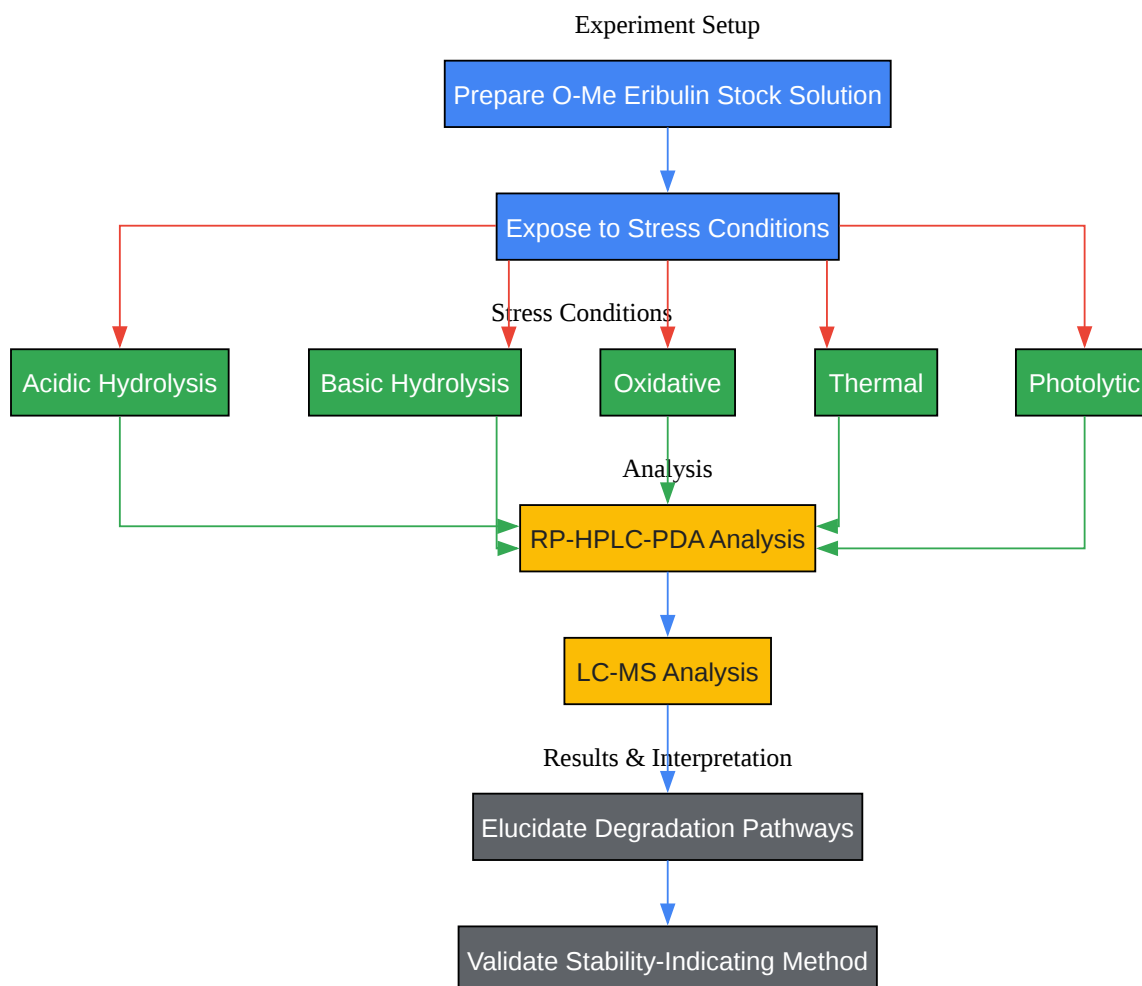 Experiment Setup
Prepare O-Me Eribulin Stock Solution
Expose to Stress Conditions
Stress Conditions
Acidic Hydrolysis
Basic Hydrolysis
Oxidative
Thermal
Photolytic
Analysis
RP-HPLC-PDA Analysis
LC-MS Analysis
Results & Interpretation
Elucidate Degradation Pathways
Validate Stability-Indicating Method